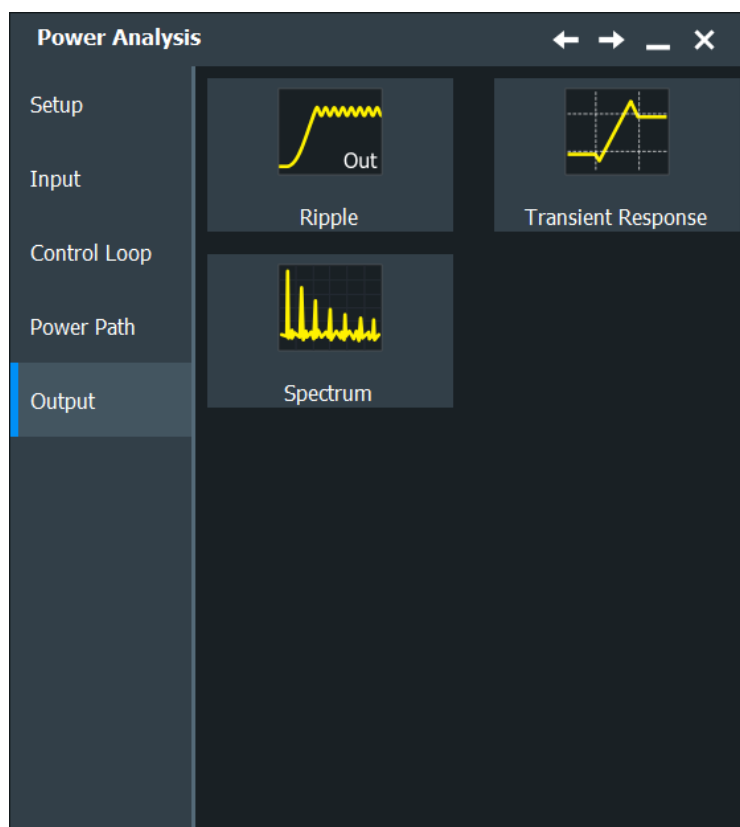 Power Analysis
Setup
Input
Control Loop
Power Path
Output
Out
Ripple
Transient Response
Spectrum